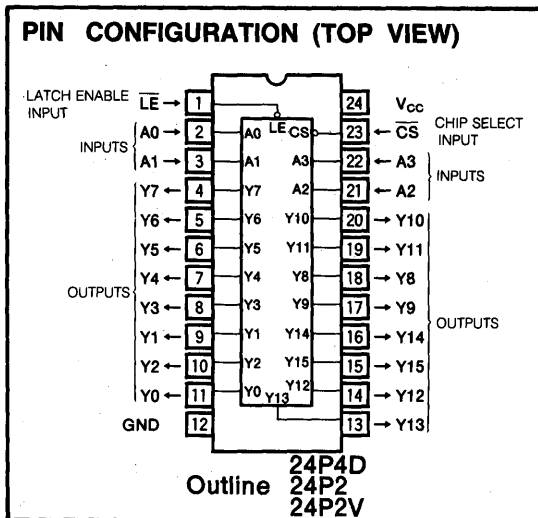 PIN CONFIGURATION (TOP VIEW)
LATCH ENABLE INPUT LE → 1 LE 24 VCC
INPUTS A0 → 2 A0 CS 23 ← CS CHIP SELECT INPUT
A1 → 3 A1 A3 22 ← A3 INPUTS
Y7 ← 4 Y7 A2 21 ← A2
Y6 ← 5 Y6 Y10 20 → Y10
Y5 ← 6 Y5 Y11 19 → Y11
OUTPUTS Y4 ← 7 Y4 Y8 18 → Y8
Y3 ← 8 Y3 Y9 17 → Y9 OUTPUTS
Y1 ← 9 Y1 Y14 16 → Y14
Y2 ← 10 Y2 Y15 15 → Y15
Y0 ← 11 Y0 Y12 14 → Y12
GND 12 Y13 13 → Y13
Outline 24P4D
24P2
24P2V